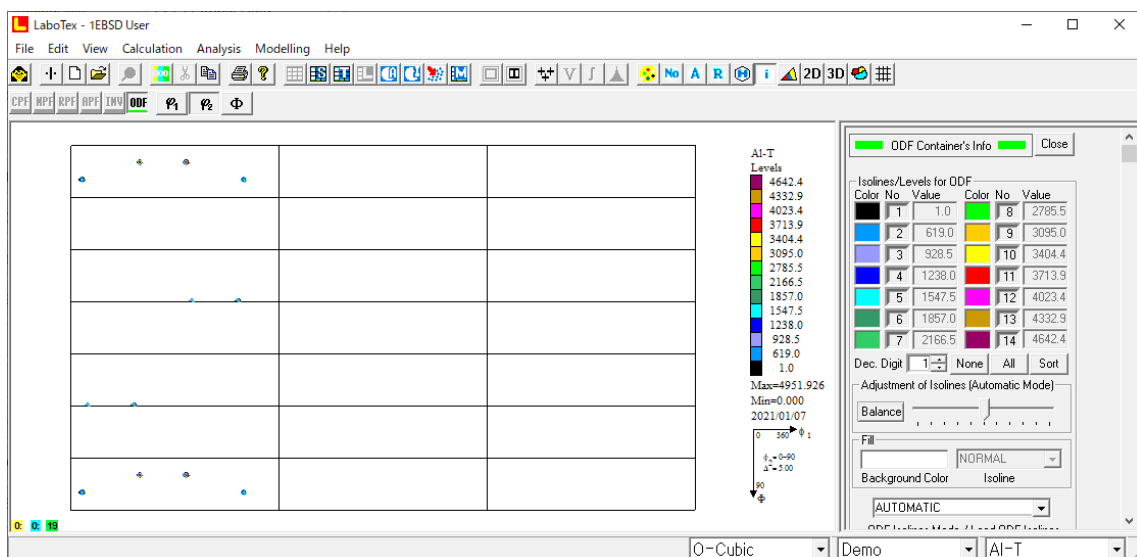 LaboTex - 1EBSD User
File Edit View Calculation Analysis Modelling Help
No A R i 2D 3D
CPF NPF RPF APF INV ODF φ1 φ2 Φ
Al-T
Levels
4642.4
4332.9
4023.4
3713.9
3404.4
3095.0
2785.5
2166.5
1857.0
1547.5
1238.0
928.5
619.0
1.0
Max=4951.926
Min=0.000
2021/01/07
0 360 ϕ1
ϕ2=0-90
Δ=5.00
90
Φ
ODF Container's Info Close
Isolines/Levels for ODF
Color No Value Color No Value
1 1.0 8 2785.5
2 619.0 9 3095.0
3 928.5 10 3404.4
4 1238.0 11 3713.9
5 1547.5 12 4023.4
6 1857.0 13 4332.9
7 2166.5 14 4642.4
Dec. Digit 1 None All Sort
Adjustment of Isolines (Automatic Mode)
Balance
Fill
NORMAL
Background Color Isoline
AUTOMATIC
0: 0: 19
O-Cubic Demo Al-T